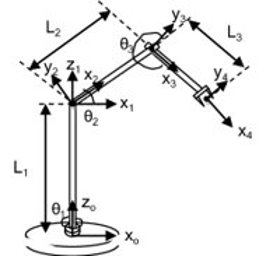 L₂
y₃
θ₃
L₃
y₂
z₁
x₂
x₃
y₄
x₁
θ₂
x₄
L₁
θ₁
z₀
x₀